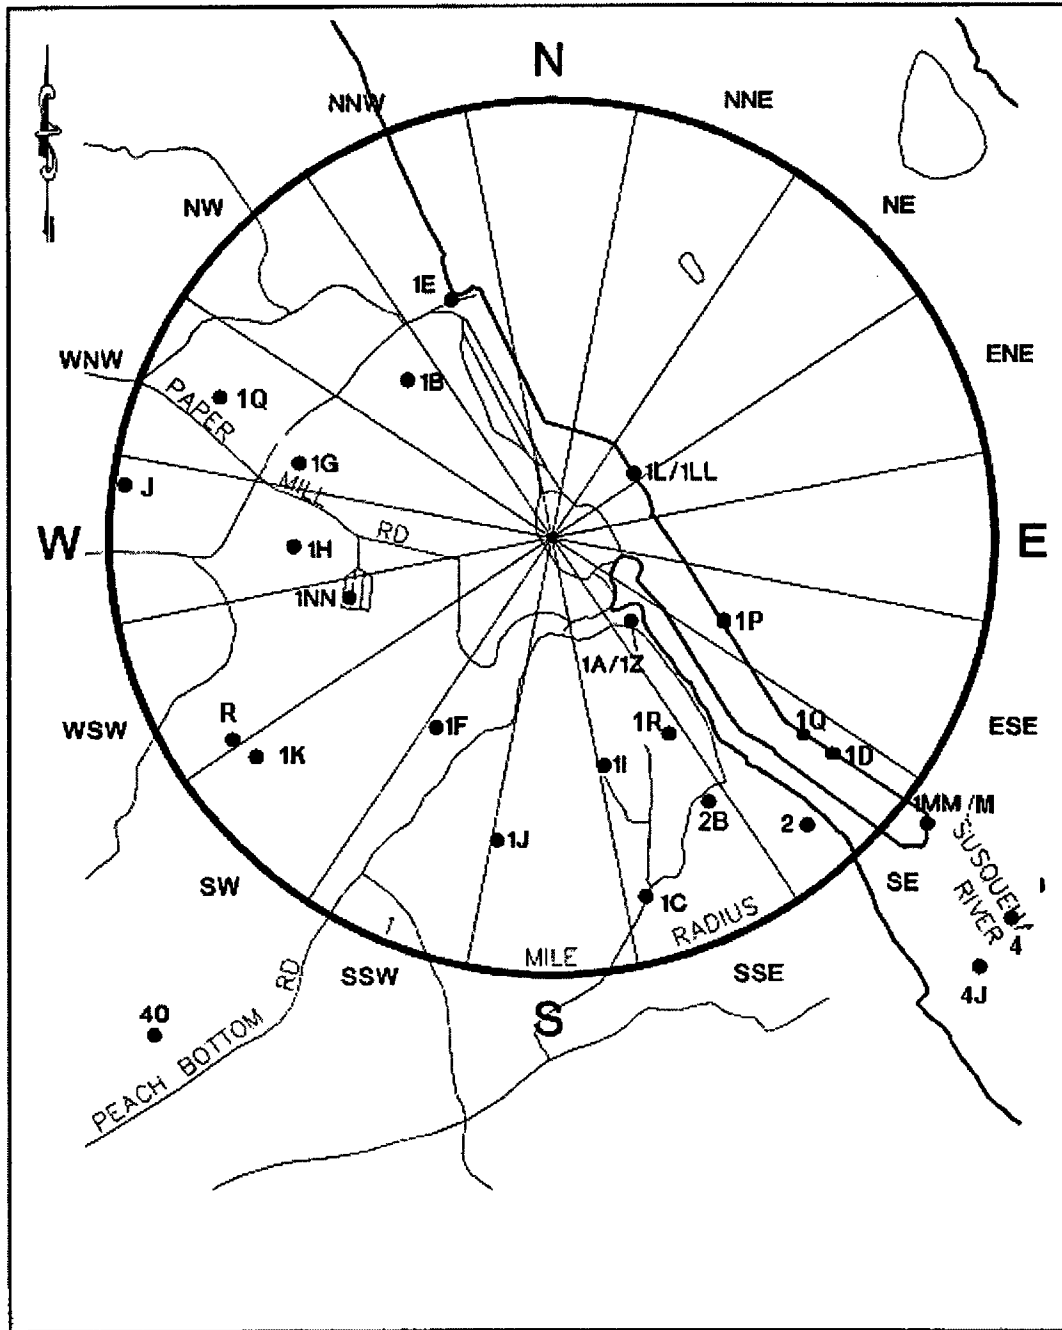 N
NNW
NNE
NW
NE
1E
WNW
ENE
1B
1Q
PAPER
1G
1L/1LL
J
MILL
W
RD
E
1H
1NN
1P
1A/1Z
R
1F
1R
1Q
WSW
ESE
1K
1I
1D
2B
2
1MM/M
1J
SW
SE
SUSQUEHA
RIVER
1C
1
MILE
RADIUS
4
SSW
SSE
4J
RD
40
S
PEACH BOTTOM